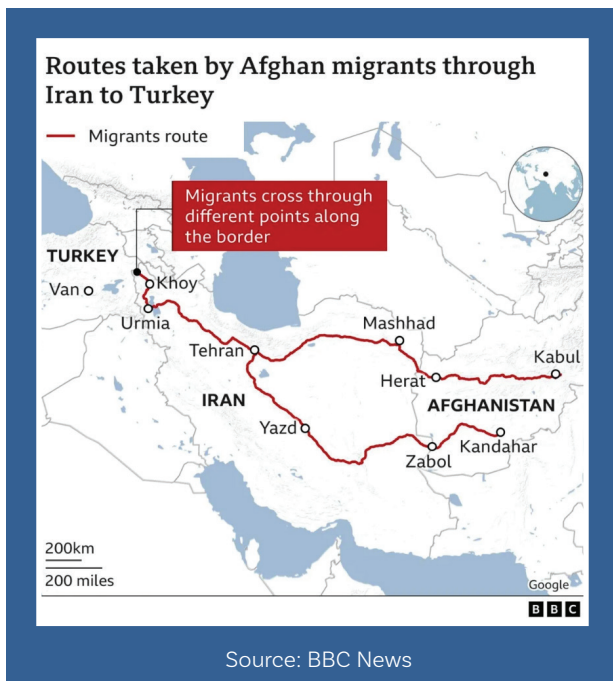 Routes taken by Afghan migrants through
Iran to Turkey
Migrants route
Migrants cross through
different points along
the border
TURKEY
Van
Khoy
Urmia
Mashhad
Tehran
Kabul
Herat
IRAN
AFGHANISTAN
Yazd
Kandahar
Zabol
200km
200 miles
Google
BBC
Source: BBC News